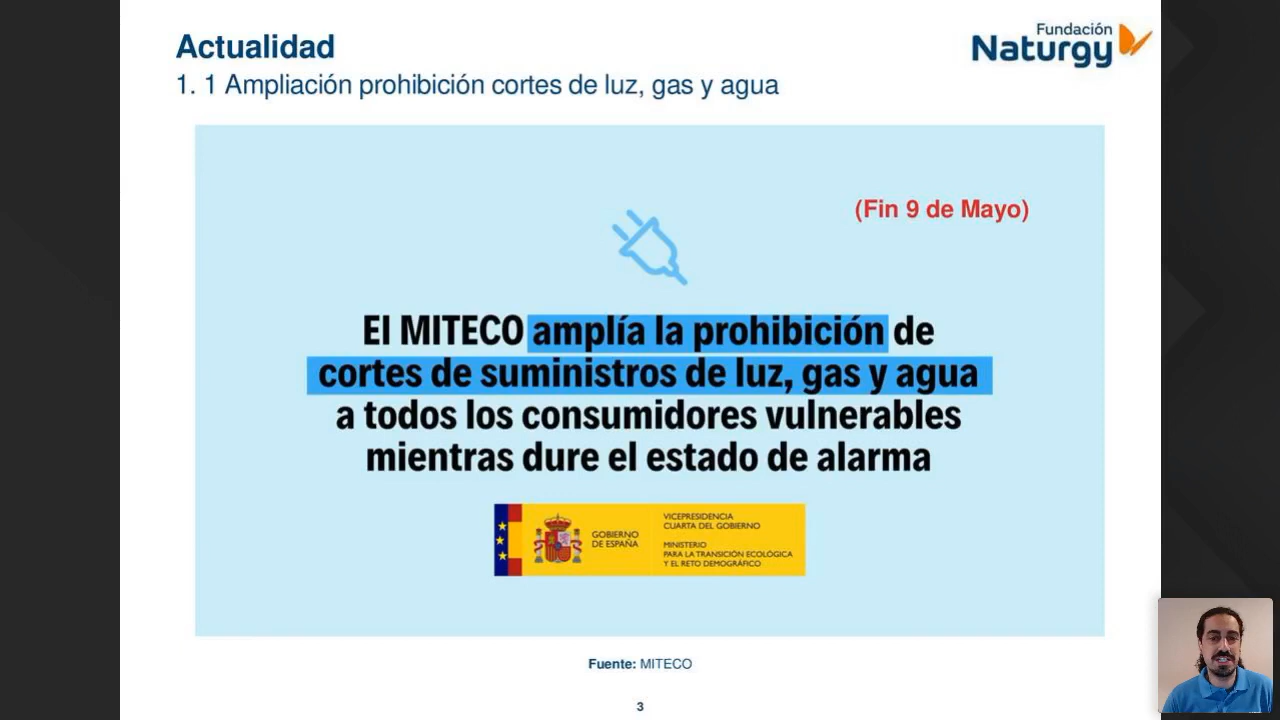 Actualidad
1. 1 Ampliación prohibición cortes de luz, gas y agua
Fundación
Naturgy
(Fin 9 de Mayo)
El MITECO amplía la prohibición de
cortes de suministros de luz, gas y agua
a todos los consumidores vulnerables
mientras dure el estado de alarma
GOBIERNO
DE ESPAÑA
VICEPRESIDENCIA
CUARTA DEL GOBIERNO
MINISTERIO
PARA LA TRANSICIÓN ECOLÓGICA
Y EL RETO DEMOGRÁFICO
Fuente: MITECO
3